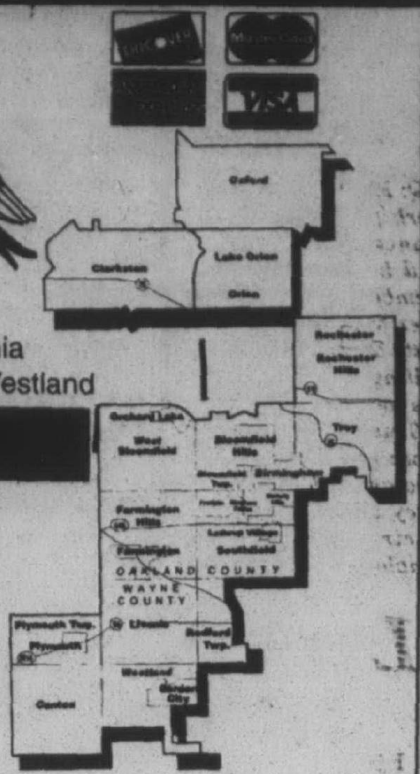 DISCOVER
MasterCard
VISA
Oxford
Clarkston
Lake Orion
Orion
nia
Westland
Rochester
Rochester
Hills
Troy
Orchard Lake
West
Bloomfield
Bloomfield
Hills
Birmingham
Twp.
Farmington
Hills
Lathrup Village
Farmington
Southfield
OAKLAND COUNTY
WAYNE
COUNTY
Plymouth Twp.
Plymouth
Livonia
Redford
Twp.
Westland
Garden
City
Canton